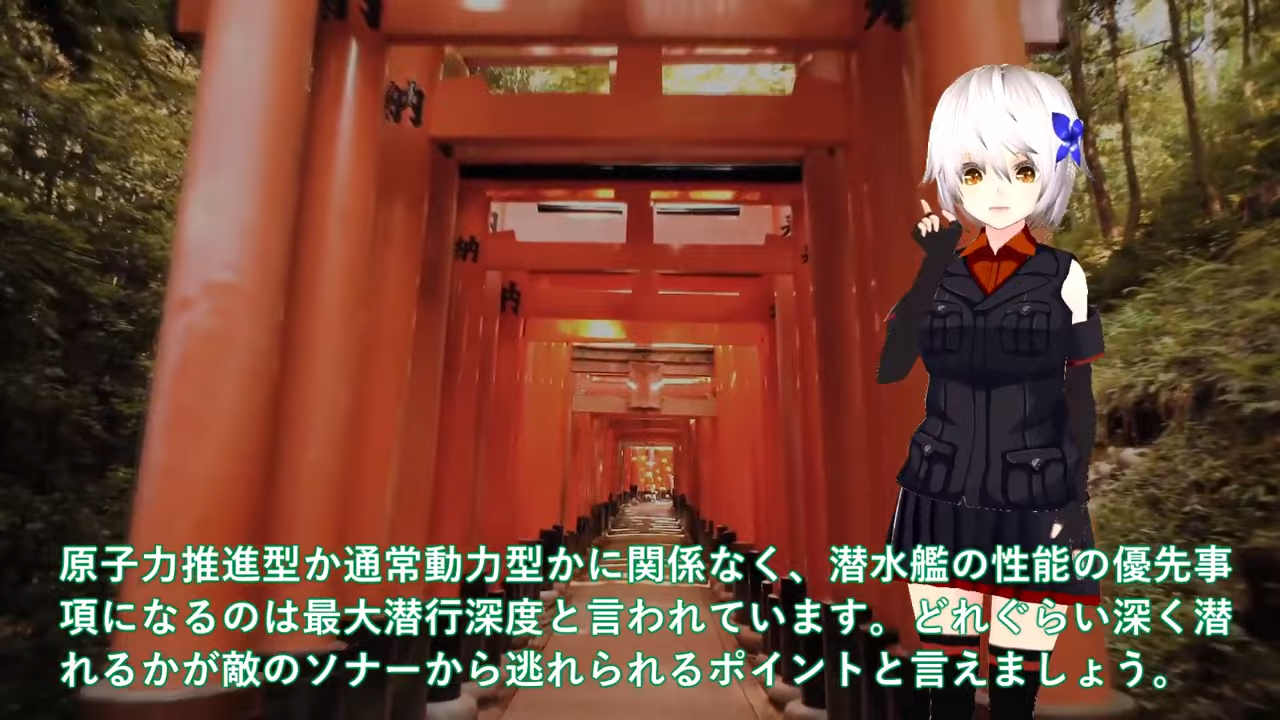 納
納
納
原子力推進型か通常動力型かに関係なく、潜水艦の性能の優先事
項になるのは最大潜行深度と言われています。どれぐらい深く潜
れるかが敵のソナーから逃れられるポイントと言えましょう。